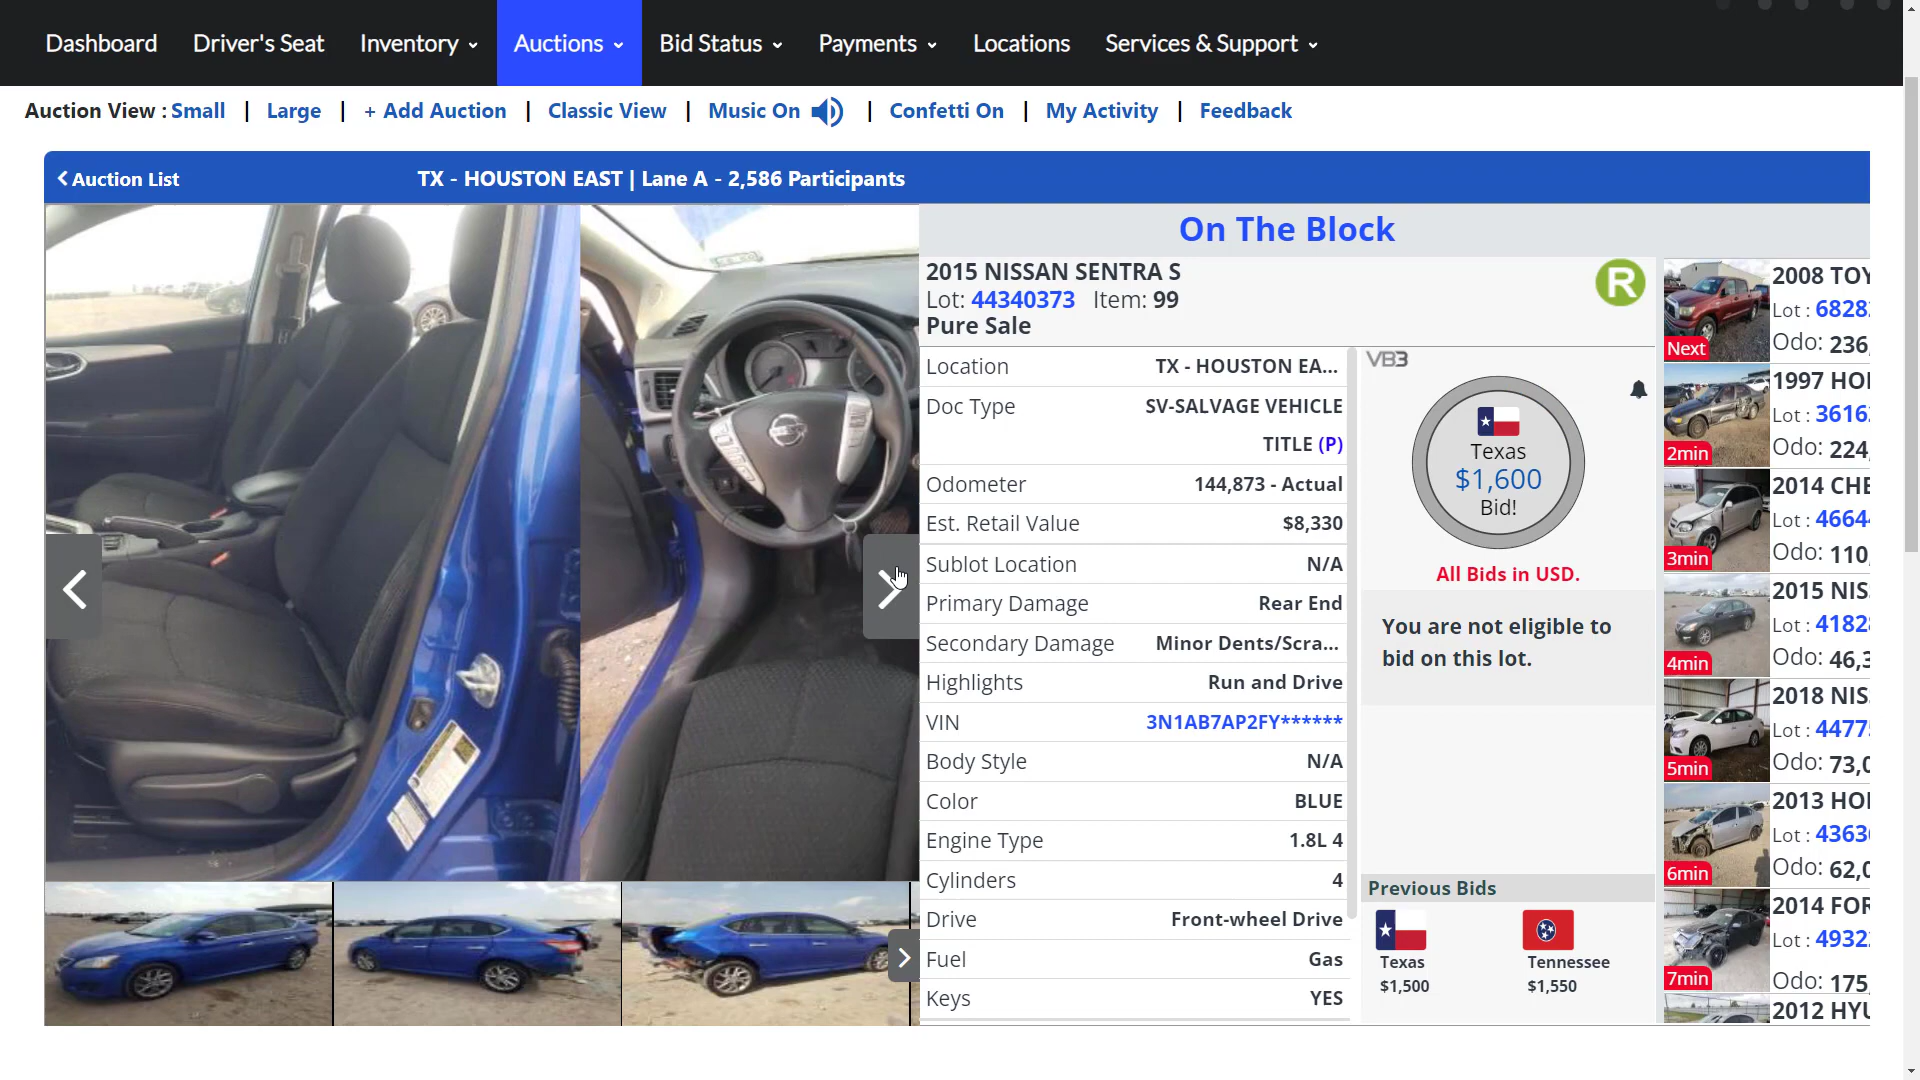 Dashboard Driver's Seat Inventory Auctions Bid Status Payments Locations Services & Support
Auction View : Small | Large | + Add Auction | Classic View | Music On | Confetti On | My Activity | Feedback
Auction List
TX - HOUSTON EAST | Lane A - 2,586 Participants
On The Block
2015 NISSAN SENTRA S
Lot: 44340373 Item: 99
Pure Sale
R
Location TX - HOUSTON EA...
Doc Type SV-SALVAGE VEHICLE
TITLE (P)
Odometer 144,873 - Actual
Est. Retail Value $8,330
Sublot Location N/A
Primary Damage Rear End
Secondary Damage Minor Dents/Scra...
Highlights Run and Drive
VIN 3N1AB7AP2FY******
Body Style N/A
Color BLUE
Engine Type 1.8L 4
Cylinders 4
Drive Front-wheel Drive
Fuel Gas
Keys YES
VB3
Texas
$1,600
Bid!
All Bids in USD.
You are not eligible to
bid on this lot.
Previous Bids
Texas
$1,500
Tennessee
$1,550
2008 TOY
Lot : 6828
Odo: 236,
Next
1997 HO
Lot : 3616
Odo: 224,
2min
2014 CHE
Lot : 4664
Odo: 110,
3min
2015 NIS
Lot : 4182
Odo: 46,3
4min
2018 NIS
Lot : 4477
Odo: 73,0
5min
2013 HO
Lot : 4363
Odo: 62,0
6min
2014 FOR
Lot : 4932
Odo: 175,
7min
2012 HYU